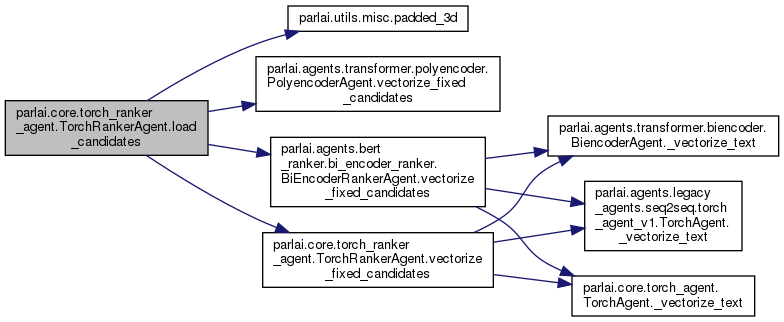 parlai.utils.misc.padded_3d
parlai.agents.transformer.polyencoder.
PolyencoderAgent.vectorize_fixed
_candidates
parlai.core.torch_ranker
_agent.TorchRankerAgent.load
_candidates
parlai.agents.bert
_ranker.bi_encoder_ranker.
BiEncoderRankerAgent.vectorize
_fixed_candidates
parlai.core.torch_ranker
_agent.TorchRankerAgent.vectorize
_fixed_candidates
parlai.agents.transformer.biencoder.
BiencoderAgent._vectorize_text
parlai.agents.legacy
_agents.seq2seq.torch
_agent_v1.TorchAgent.
_vectorize_text
parlai.core.torch_agent.
TorchAgent._vectorize_text